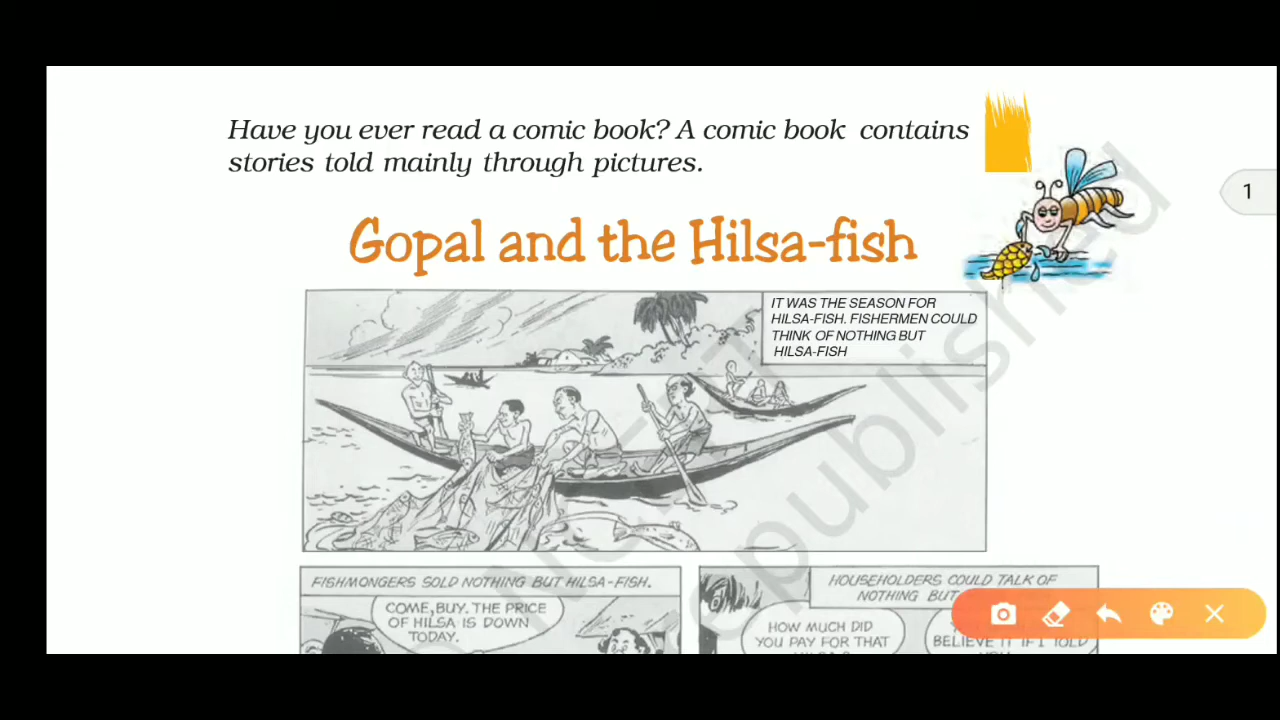 Have you ever read a comic book? A comic book contains
stories told mainly through pictures.
1
Gopal and the Hilsa-fish
IT WAS THE SEASON FOR
HILSA-FISH. FISHERMEN COULD
THINK OF NOTHING BUT
HILSA-FISH
FISHMONGERS SOLD NOTHING BUT HILSA-FISH.
COME, BUY. THE PRICE
OF HILSA IS DOWN
TODAY.
HOUSEHOLDERS COULD TALK OF
NOTHING BUT
HOW MUCH DID
YOU PAY FOR THAT
BELIEVE IT IF I TOLD
republished